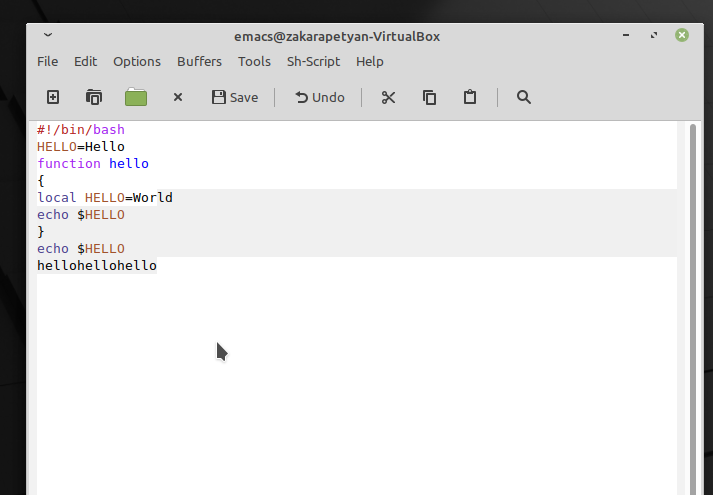 emacs@zakarapetyan-VirtualBox
File Edit Options Buffers Tools Sh-Script Help
Save Undo
#!/bin/bash
HELLO=Hello
function hello
{
local HELLO=World
echo $HELLO
}
echo $HELLO
hellohellohello